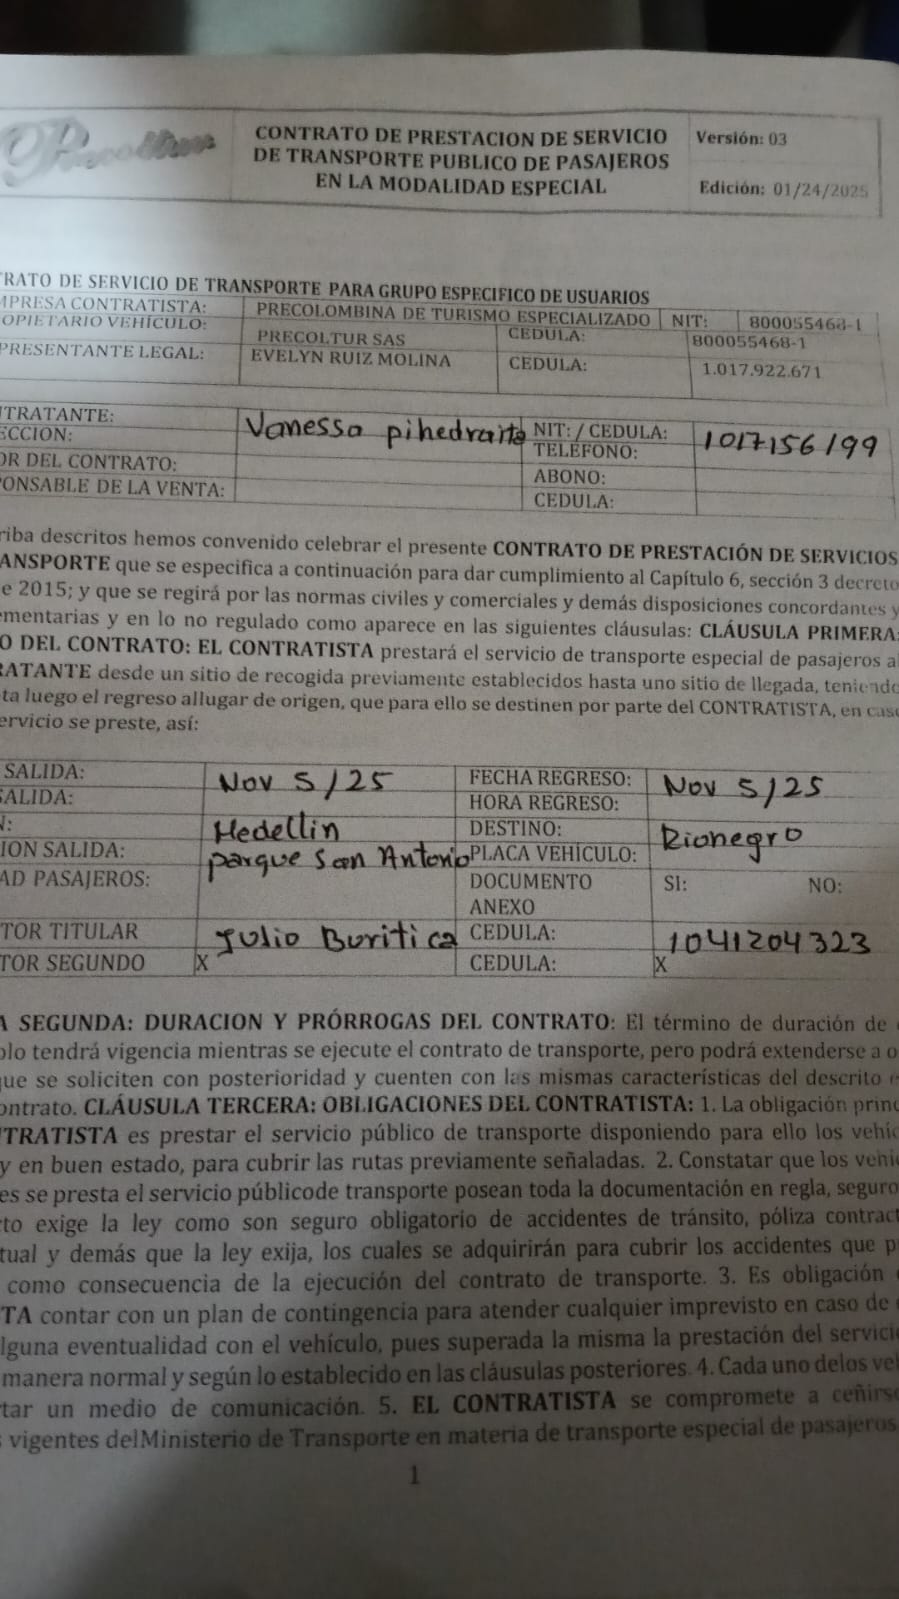 Precoltur
CONTRATO DE PRESTACION DE SERVICIO
DE TRANSPORTE PUBLICO DE PASAJEROS
EN LA MODALIDAD ESPECIAL
Versión: 03
Edición: 01/24/2025
TRATO DE SERVICIO DE TRANSPORTE PARA GRUPO ESPECIFICO DE USUARIOS
MPRESA CONTRATISTA: PRECOLOMBINA DE TURISMO ESPECIALIZADO NIT: 800055468-1
OPIETARIO VEHÍCULO: PRECOLTUR SAS CEDULA: 800055468-1
PRESENTANTE LEGAL: EVELYN RUIZ MOLINA CEDULA: 1.017.922.671
NTRATANTE: Vanessa pihedraita NIT: / CEDULA: 1017156199
ECCION: TELEFONO:
OR DEL CONTRATO: ABONO:
PONSABLE DE LA VENTA: CEDULA:
riba descritos hemos convenido celebrar el presente CONTRATO DE PRESTACIÓN DE SERVICIOS
ANSPORTE que se especifica a continuación para dar cumplimiento al Capítulo 6, sección 3 decreto
e 2015; y que se regirá por las normas civiles y comerciales y demás disposiciones concordantes y
ementarias y en lo no regulado como aparece en las siguientes cláusulas: CLÁUSULA PRIMERA:
O DEL CONTRATO: EL CONTRATISTA prestará el servicio de transporte especial de pasajeros al
RATANTE desde un sitio de recogida previamente establecidos hasta uno sitio de llegada, teniendo
ta luego el regreso allugar de origen, que para ello se destinen por parte del CONTRATISTA, en caso
ervicio se preste, así:
SALIDA: Nov 5/25 FECHA REGRESO: Nov 5/25
SALIDA: HORA REGRESO:
N: Medellin DESTINO: Rionegro
ION SALIDA: parque San Antonio PLACA VEHÍCULO:
AD PASAJEROS: DOCUMENTO ANEXO SI: NO:
TOR TITULAR Julio Buritica CEDULA: 1041204323
TOR SEGUNDO X CEDULA: X
A SEGUNDA: DURACION Y PRÓRROGAS DEL CONTRATO: El término de duración de
olo tendrá vigencia mientras se ejecute el contrato de transporte, pero podrá extenderse a o
que se soliciten con posterioridad y cuenten con las mismas características del descrito
ontrato. CLÁUSULA TERCERA: OBLIGACIONES DEL CONTRATISTA: 1. La obligación princ
NTRATISTA es prestar el servicio público de transporte disponiendo para ello los vehíc
y en buen estado, para cubrir las rutas previamente señaladas. 2. Constatar que los vehíc
es se presta el servicio públicode transporte posean toda la documentación en regla, seguro
cto exige la ley como son seguro obligatorio de accidentes de tránsito, póliza contract
tual y demás que la ley exija, los cuales se adquirirán para cubrir los accidentes que p
como consecuencia de la ejecución del contrato de transporte. 3. Es obligación
TA contar con un plan de contingencia para atender cualquier imprevisto en caso de
lguna eventualidad con el vehículo, pues superada la misma la prestación del servici
manera normal y según lo establecido en las cláusulas posteriores. 4. Cada uno delos veh
tar un medio de comunicación. 5. EL CONTRATISTA se compromete a ceñirs
s vigentes delMinisterio de Transporte en materia de transporte especial de pasajeros
1